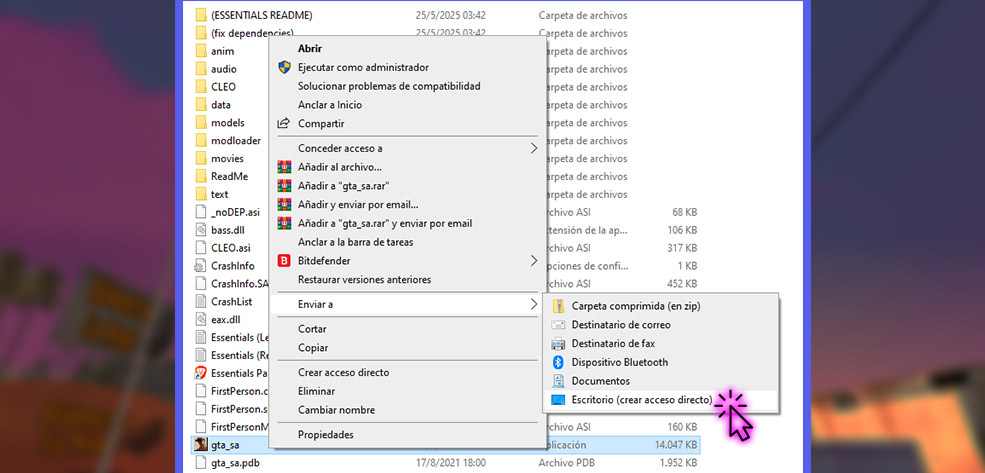 (ESSENTIALS README) 25/5/2025 03:42 Carpeta de archivos
(fix dependencies) 25/5/2025 03:42 Carpeta de archivos
anim Carpeta de archivos
audio Carpeta de archivos
CLEO Carpeta de archivos
data Carpeta de archivos
models Carpeta de archivos
modloader Carpeta de archivos
movies Carpeta de archivos
ReadMe Carpeta de archivos
text Carpeta de archivos
_noDEP.asi rchivo ASI 68 KB
bass.dll xtensión de la ap... 106 KB
CLEO.asi rchivo ASI 317 KB
CrashInfo pciones de confi... 1 KB
CrashInfo.SA rchivo ASI 452 KB
CrashList
eax.dll
Essentials (Le
Essentials (Re
Essentials Pa
FirstPerson.c
FirstPerson.s
FirstPersonM rchivo ASI 160 KB
gta_sa plicación 14.047 KB
gta_sa.pdb 17/8/2021 18:00 Archivo PDB 1.952 KB
Abrir
Ejecutar como administrador
Solucionar problemas de compatibilidad
Anclar a Inicio
Compartir
Conceder acceso a
Añadir al archivo...
Añadir a "gta_sa.rar"
Añadir y enviar por email...
Añadir a "gta_sa.rar" y enviar por email
Anclar a la barra de tareas
B Bitdefender
Restaurar versiones anteriores
Enviar a
Cortar
Copiar
Crear acceso directo
Eliminar
Cambiar nombre
Propiedades
Carpeta comprimida (en zip)
Destinatario de correo
Destinatario de fax
Dispositivo Bluetooth
Documentos
Escritorio (crear acceso directo)